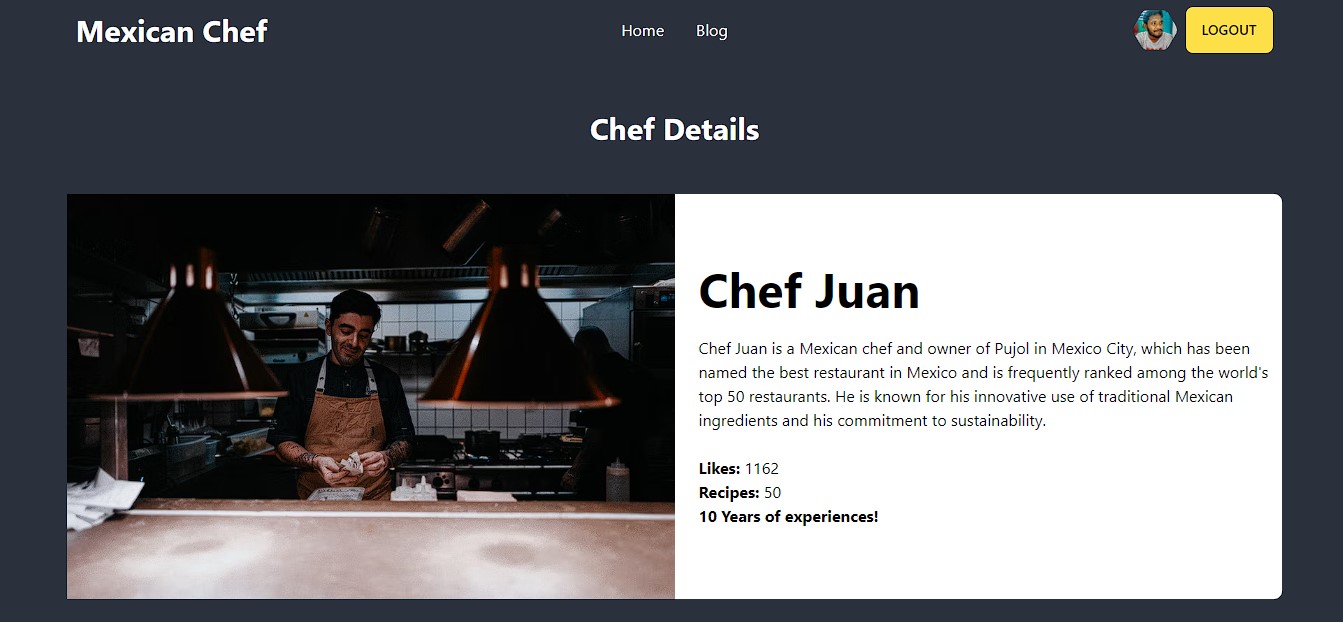 Mexican Chef
Home
Blog
LOGOUT
Chef Details
Chef Juan
Chef Juan is a Mexican chef and owner of Pujol in Mexico City, which has been
named the best restaurant in Mexico and is frequently ranked among the world's
top 50 restaurants. He is known for his innovative use of traditional Mexican
ingredients and his commitment to sustainability.
Likes: 1162
Recipes: 50
10 Years of experiences!